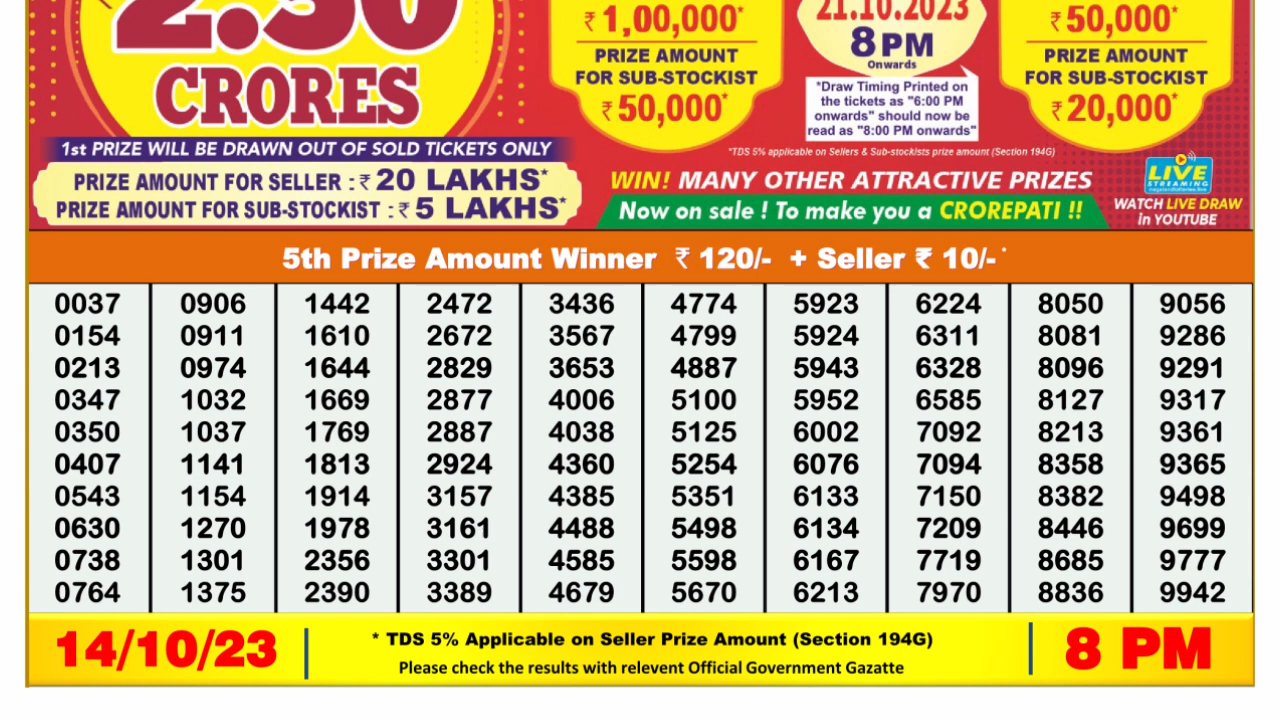 2.50
CRORES
1st PRIZE WILL BE DRAWN OUT OF SOLD TICKETS ONLY
PRIZE AMOUNT FOR SELLER : ₹ 20 LAKHS*
PRIZE AMOUNT FOR SUB-STOCKIST : ₹ 5 LAKHS*
₹ 1,00,000*
PRIZE AMOUNT
FOR SUB-STOCKIST
₹ 50,000*
21.10.2023
8 PM
Onwards
*Draw Timing Printed on
the tickets as "6:00 PM
onwards" should now be
read as "8:00 PM onwards"
₹ 50,000*
PRIZE AMOUNT
FOR SUB-STOCKIST
₹ 20,000*
*TDS 5% applicable on Sellers & Sub-stockists prize amount (Section 194G)
WIN! MANY OTHER ATTRACTIVE PRIZES
Now on sale ! To make you a CROREPATI !!
LIVE
STREAMING
WATCH LIVE DRAW
in YOUTUBE
5th Prize Amount Winner ₹ 120/- + Seller ₹ 10/- *
0037 0906 1442 2472 3436 4774 5923 6224 8050 9056
0154 0911 1610 2672 3567 4799 5924 6311 8081 9286
0213 0974 1644 2829 3653 4887 5943 6328 8096 9291
0347 1032 1669 2877 4006 5100 5952 6585 8127 9317
0350 1037 1769 2887 4038 5125 6002 7092 8213 9361
0407 1141 1813 2924 4360 5254 6076 7094 8358 9365
0543 1154 1914 3157 4385 5351 6133 7150 8382 9498
0630 1270 1978 3161 4488 5498 6134 7209 8446 9699
0738 1301 2356 3301 4585 5598 6167 7719 8685 9777
0764 1375 2390 3389 4679 5670 6213 7970 8836 9942
14/10/23
* TDS 5% Applicable on Seller Prize Amount (Section 194G)
Please check the results with relevent Official Government Gazatte
8 PM